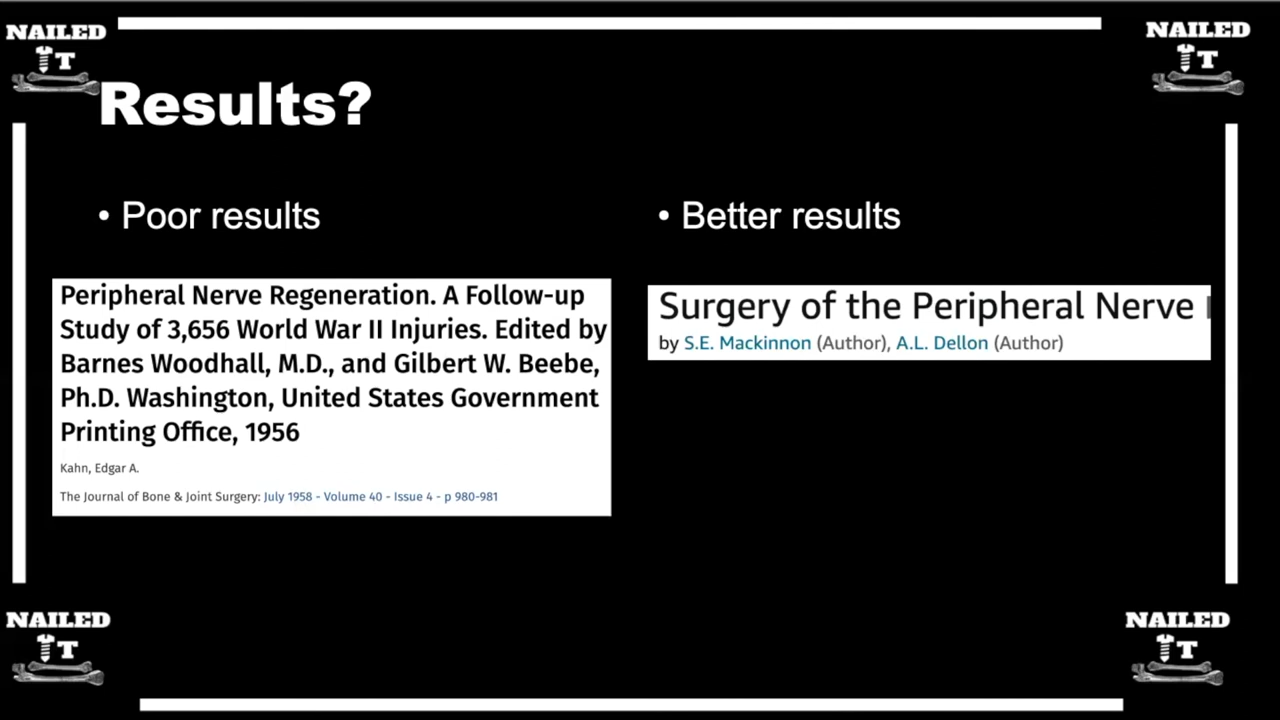 NAILED
IT
NAILED
IT
Results?
• Poor results
• Better results
Peripheral Nerve Regeneration. A Follow-up
Study of 3,656 World War II Injuries. Edited by
Barnes Woodhall, M.D., and Gilbert W. Beebe,
Ph.D. Washington, United States Government
Printing Office, 1956
Kahn, Edgar A.
The Journal of Bone & Joint Surgery: July 1958 - Volume 40 - Issue 4 - p 980-981
Surgery of the Peripheral Nerve
by S.E. Mackinnon (Author), A.L. Dellon (Author)
NAILED
IT
NAILED
IT